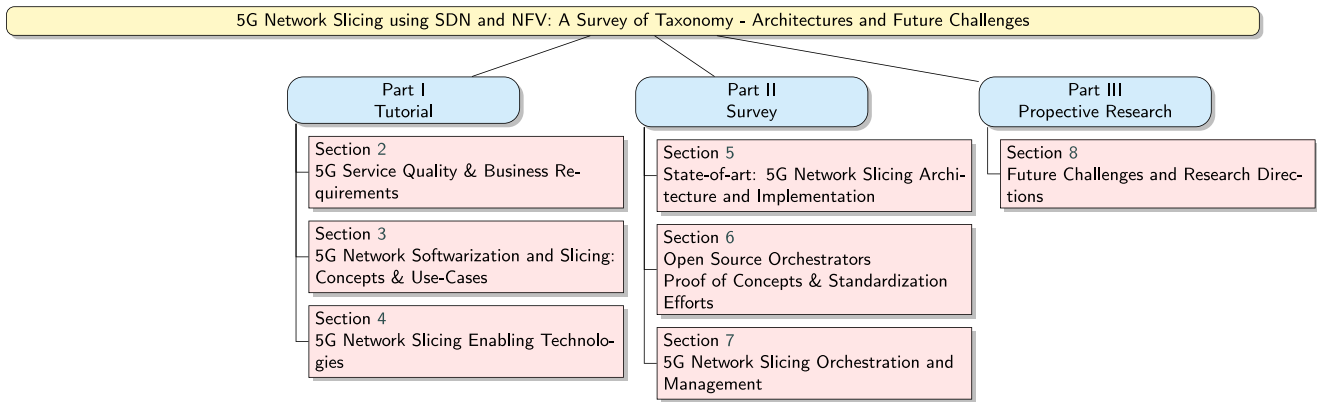 5G Network Slicing using SDN and NFV: A Survey of Taxonomy - Architectures and Future Challenges
Part I
Tutorial
Section 2
5G Service Quality & Business Re-
quirements
Section 3
5G Network Softwarization and Slicing:
Concepts & Use-Cases
Section 4
5G Network Slicing Enabling Technolo-
gies
Part II
Survey
Section 5
State-of-art: 5G Network Slicing Archi-
tecture and Implementation
Section 6
Open Source Orchestrators
Proof of Concepts & Standardization
Efforts
Section 7
5G Network Slicing Orchestration and
Management
Part III
Propective Research
Section 8
Future Challenges and Research Direc-
tions